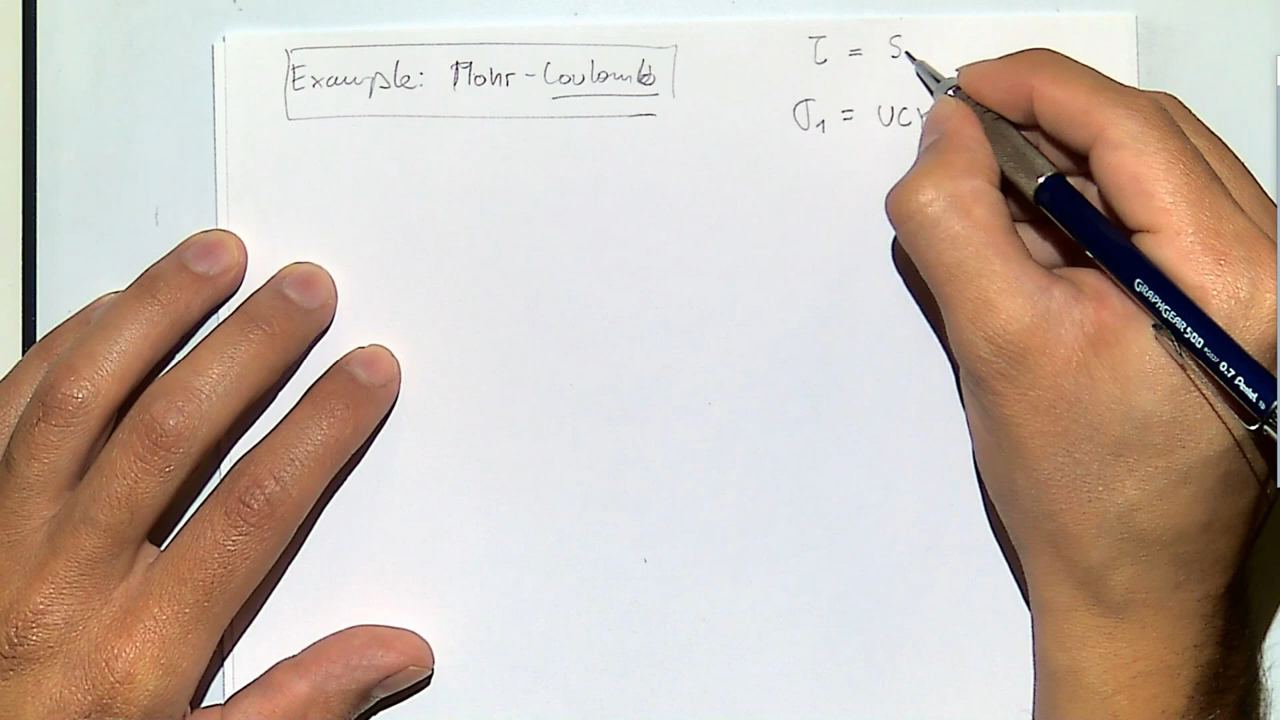 Example: Mohr-Coulomb
τ = S
σ₁ = UC
GRAPHGEAR 500 0.7 Pentel